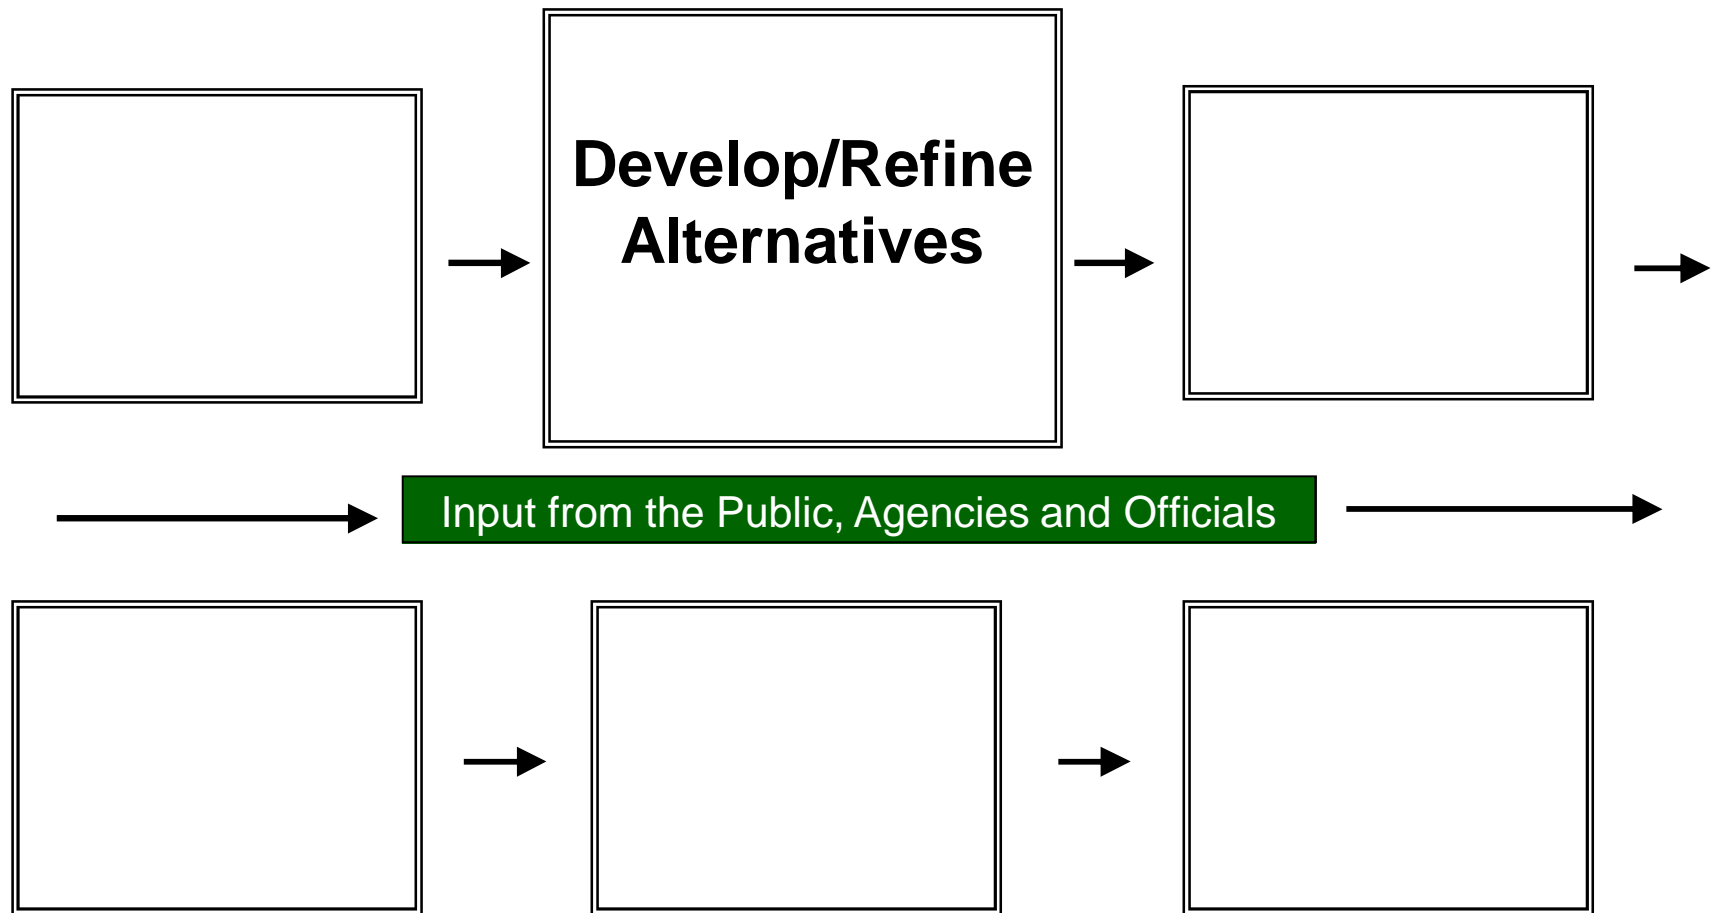 Develop/Refine
Alternatives
Input from the Public, Agencies and Officials